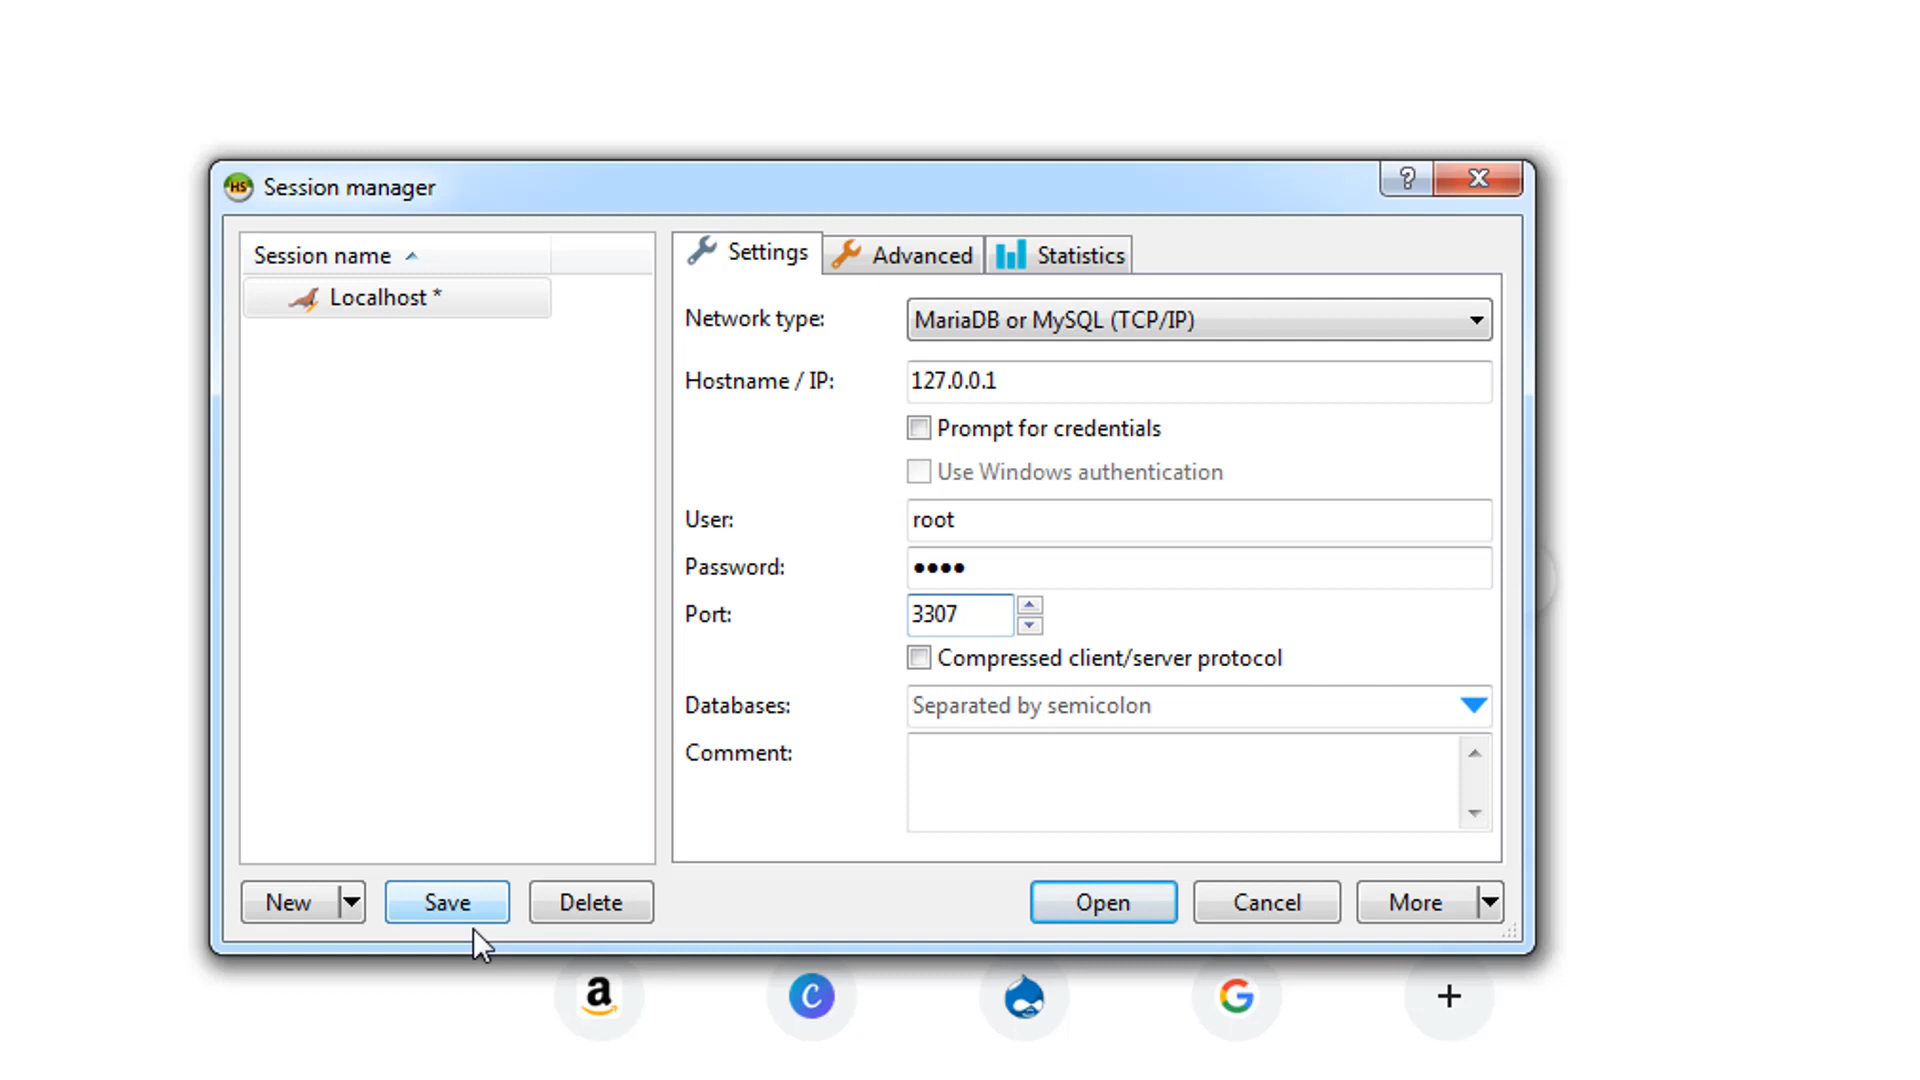 HS Session manager ? X
Session name
Localhost *
Settings Advanced Statistics
Network type: MariaDB or MySQL (TCP/IP)
Hostname / IP: 127.0.0.1
Prompt for credentials
Use Windows authentication
User: root
Password: ••••
Port: 3307
Compressed client/server protocol
Databases: Separated by semicolon
Comment:
New Save Delete Open Cancel More
a C G +